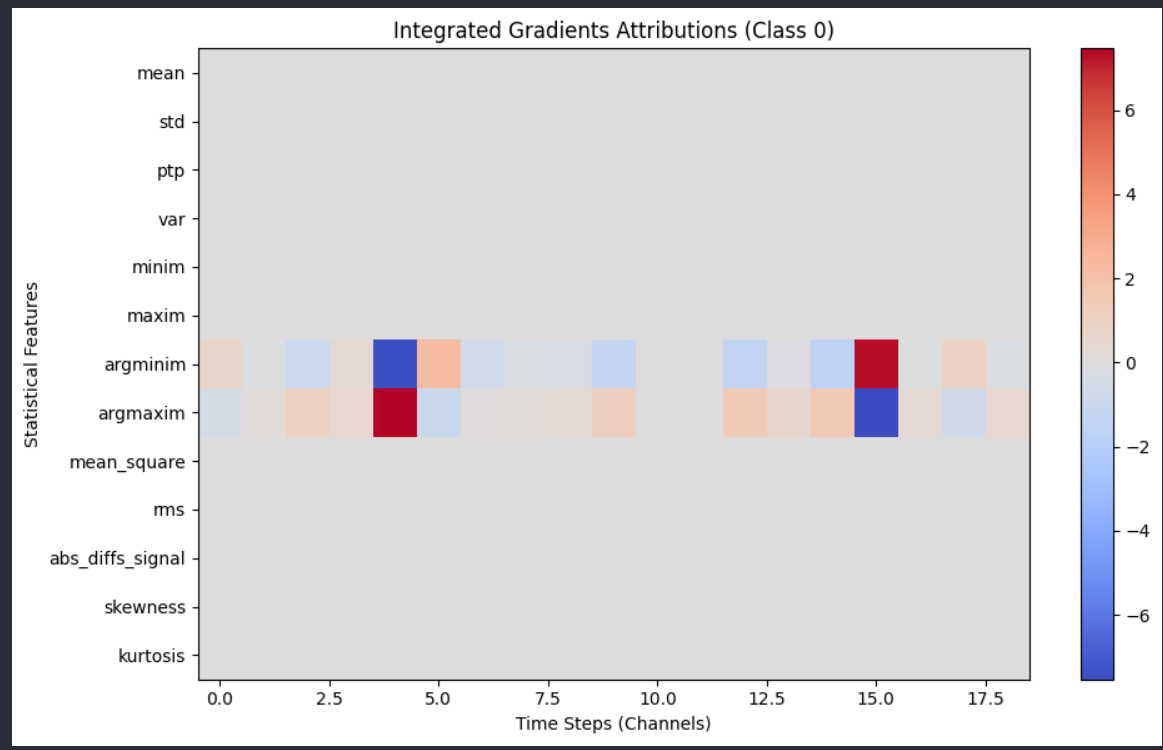 Integrated Gradients Attributions (Class 0)
Statistical Features
mean
std
ptp
var
minim
maxim
argminim
argmaxim
mean_square
rms
abs_diffs_signal
skewness
kurtosis
0.0 2.5 5.0 7.5 10.0 12.5 15.0 17.5
Time Steps (Channels)
6
4
2
0
−2
−4
−6